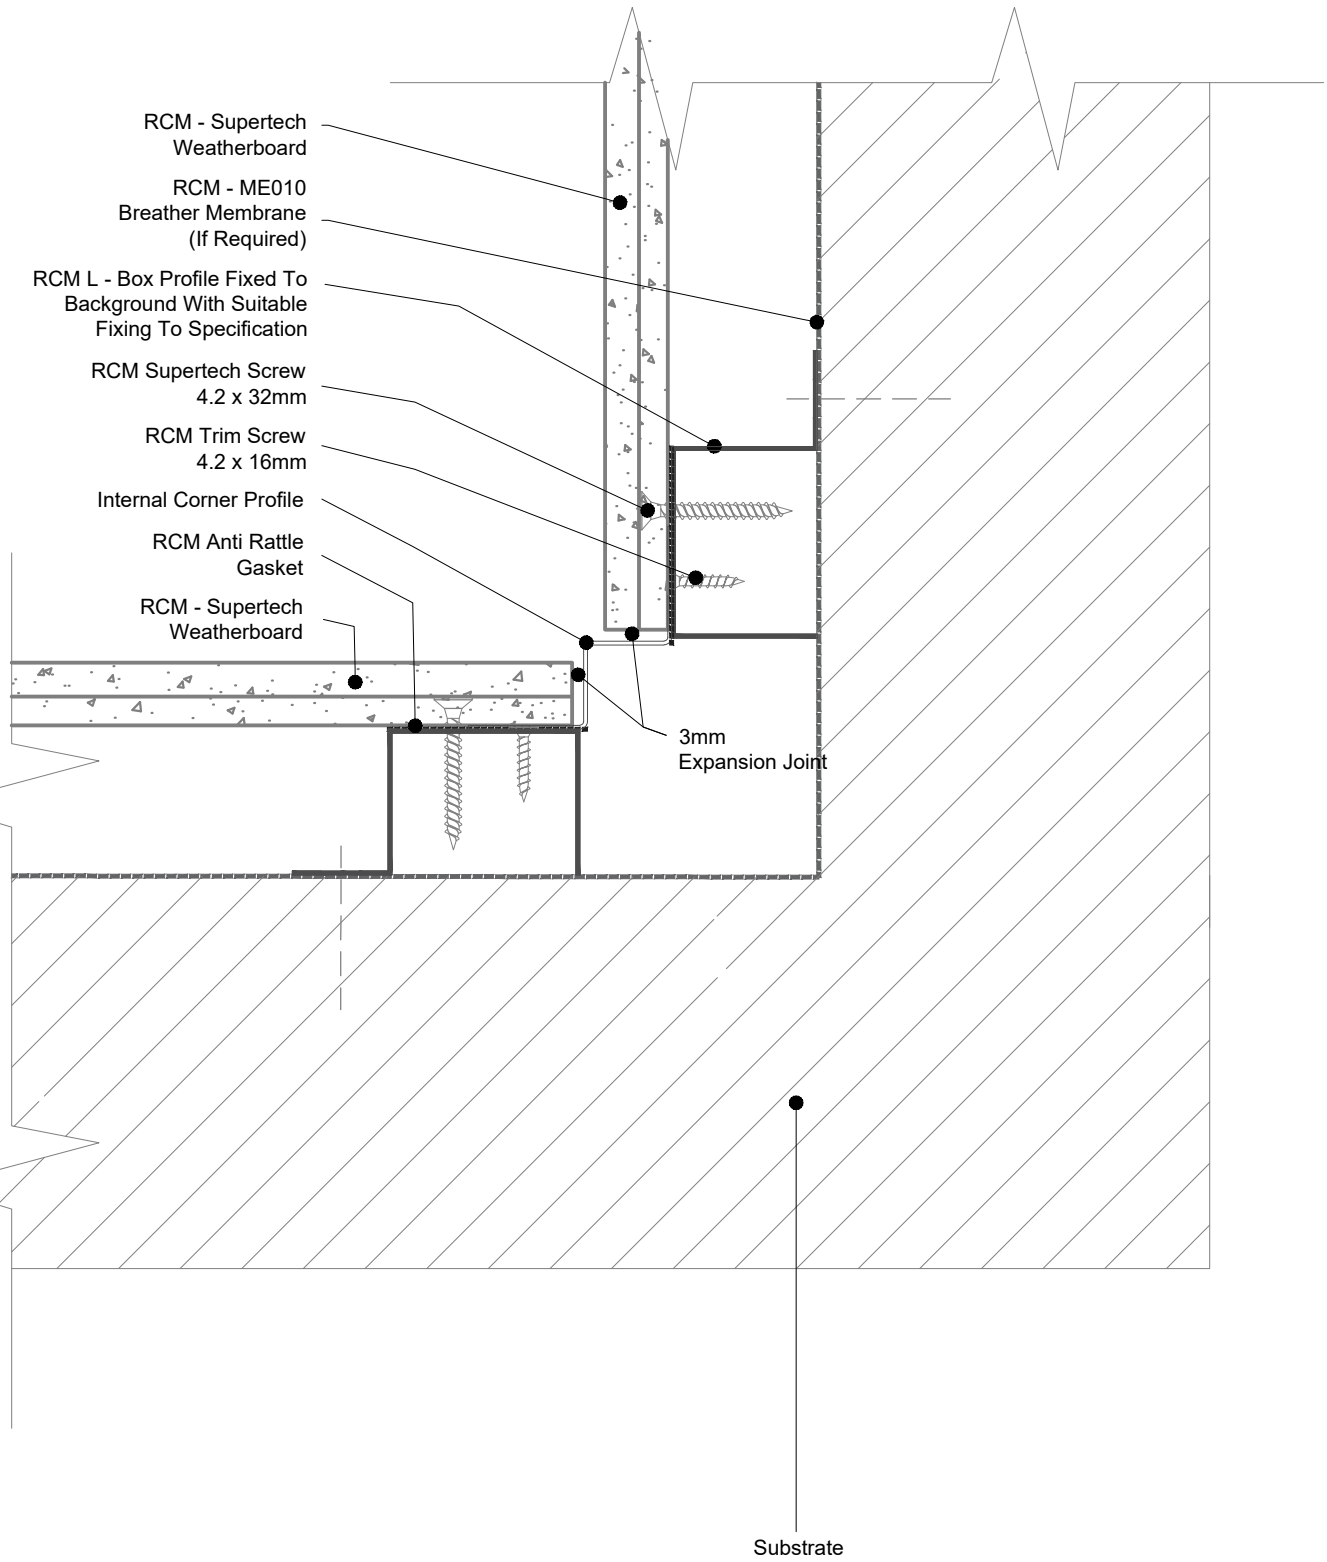 RCM - Supertech
Weatherboard
RCM - ME010
Breather Membrane
(If Required)
RCM L - Box Profile Fixed To
Background With Suitable
Fixing To Specification
RCM Supertech Screw
4.2 x 32mm
RCM Trim Screw
4.2 x 16mm
Internal Corner Profile
RCM Anti Rattle
Gasket
RCM - Supertech
Weatherboard
3mm
Expansion Joint
Substrate